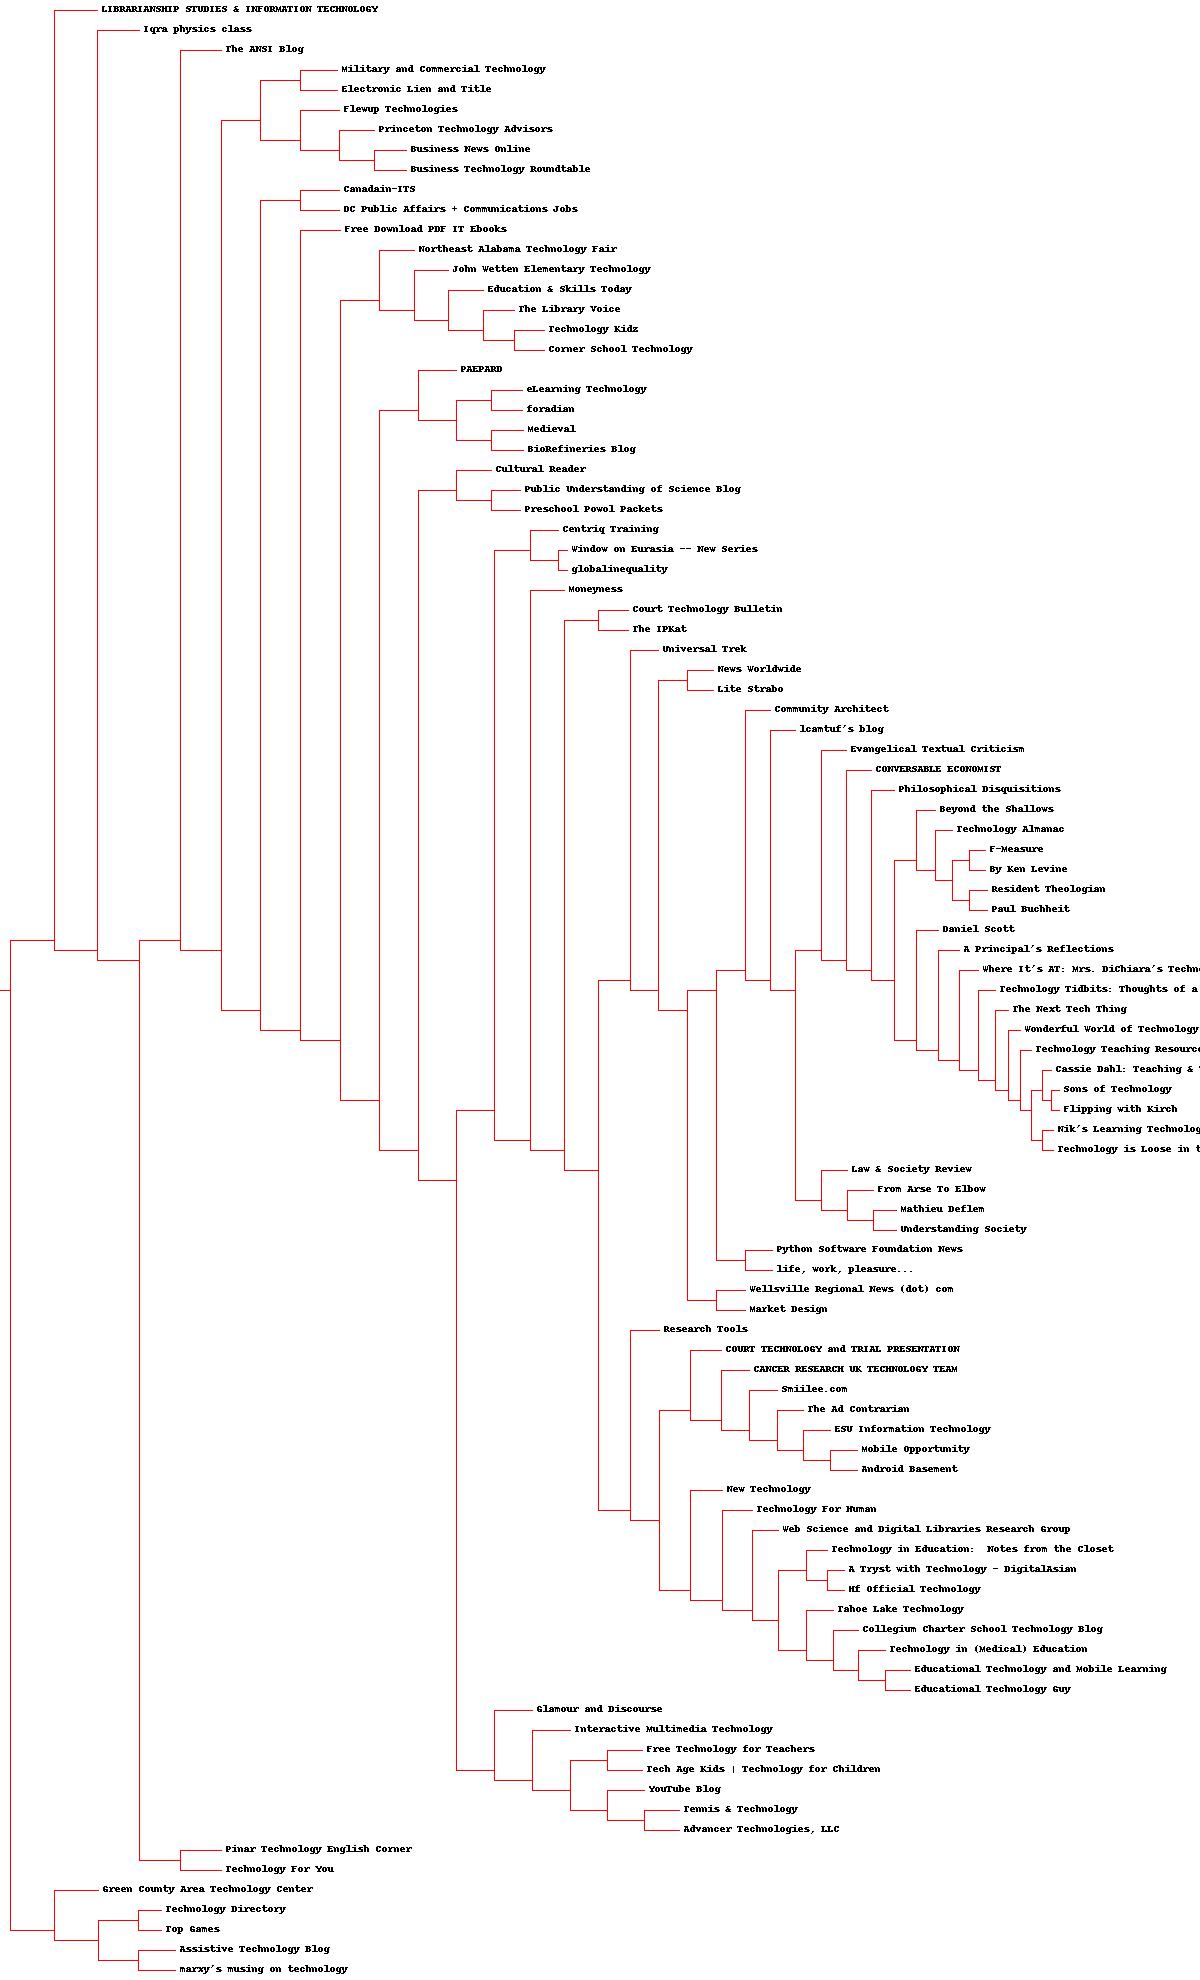 LIBRARIANSHIP STUDIES & INFORMATION TECHNOLOGY
Iqra physics class
The ANSI Blog
Military and Commercial Technology
Electronic Lien and Title
Flewup Technologies
Princeton Technology Advisors
Business News Online
Business Technology Roundtable
Canadain-ITS
DC Public Affairs + Communications Jobs
Free Download PDF IT Ebooks
Northeast Alabama Technology Fair
John Wetten Elementary Technology
Education & Skills Today
The Library Voice
Technology Kidz
Corner School Technology
PAEPARD
eLearning Technology
foradian
Medieval
BioRefineries Blog
Cultural Reader
Public Understanding of Science Blog
Preschool Powol Packets
Centriq Training
Window on Eurasia -- New Series
globalinequality
Moneyness
Court Technology Bulletin
The IPKat
Universal Trek
News Worldwide
Lite Strabo
Community Architect
lcamtuf's blog
Evangelical Textual Criticism
CONVERSABLE ECONOMIST
Philosophical Disquisitions
Beyond the Shallows
Technology Almanac
F-Measure
By Ken Levine
Resident Theologian
Paul Buchheit
Daniel Scott
A Principal's Reflections
Where It's AT: Mrs. DiChiara's Techn
Technology Tidbits: Thoughts of a
The Next Tech Thing
Wonderful World of Technology
Technology Teaching Resourc
Cassie Dahl: Teaching &
Sons of Technology
Flipping with Kirch
Nik's Learning Technolog
Technology is Loose in t
Law & Society Review
From Arse To Elbow
Mathieu Deflem
Understanding Society
Python Software Foundation News
life, work, pleasure...
Wellsville Regional News (dot) com
Market Design
Research Tools
COURT TECHNOLOGY and TRIAL PRESENTATION
CANCER RESEARCH UK TECHNOLOGY TEAM
Smiilee.com
The Ad Contrarian
ESU Information Technology
Mobile Opportunity
Android Basement
New Technology
Technology For Human
Web Science and Digital Libraries Research Group
Technology in Education:  Notes from the Closet
A Tryst with Technology - DigitalAsian
Hf Official Technology
Tahoe Lake Technology
Collegium Charter School Technology Blog
Technology in (Medical) Education
Educational Technology and Mobile Learning
Educational Technology Guy
Glamour and Discourse
Interactive Multimedia Technology
Free Technology for Teachers
Tech Age Kids | Technology for Children
YouTube Blog
Tennis & Technology
Advancer Technologies, LLC
Pinar Technology English Corner
Technology For You
Green County Area Technology Center
Technology Directory
Top Games
Assistive Technology Blog
marxy's musing on technology